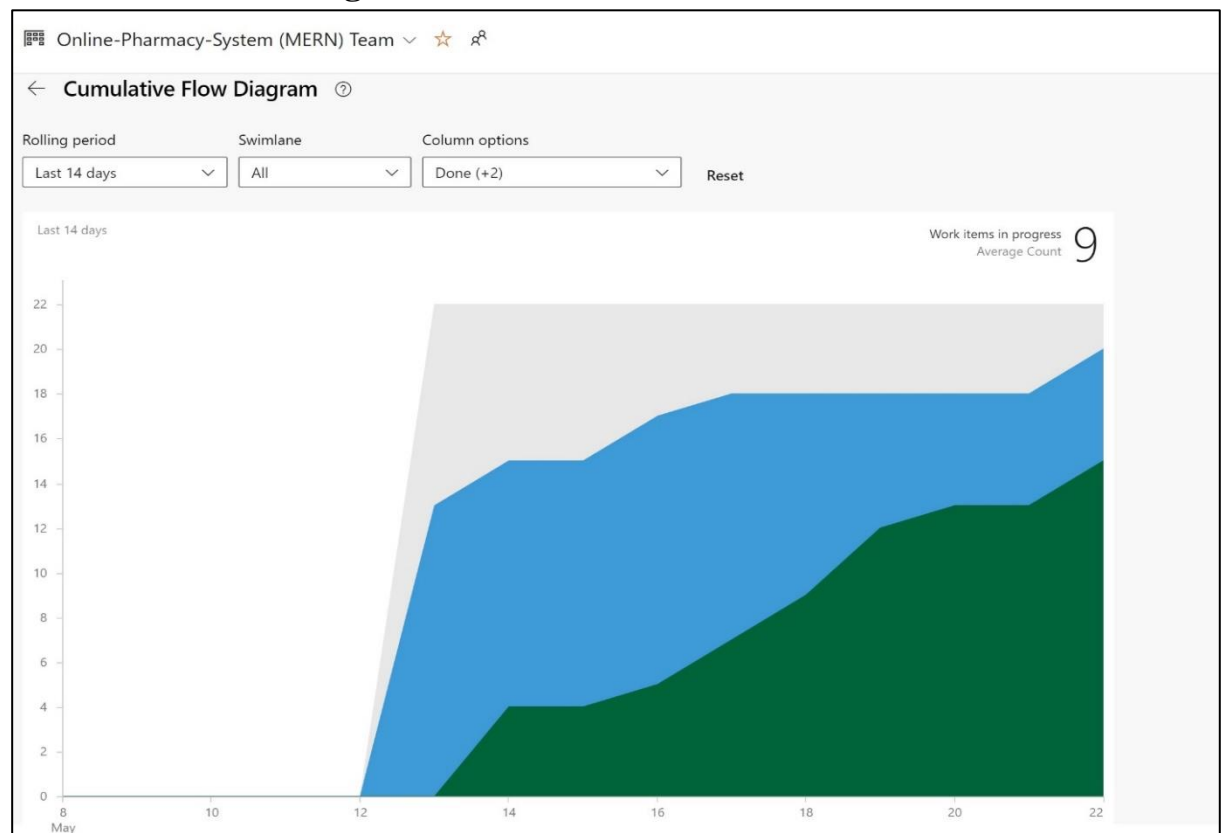 Online-Pharmacy-System (MERN) Team
Cumulative Flow Diagram
Rolling period Swimlane Column options
Last 14 days All Done (+2) Reset
Last 14 days
Work items in progress 9
Average Count
22
20
18
16
14
12
10
8
6
4
2
0
8 10 12 14 16 18 20 22
May